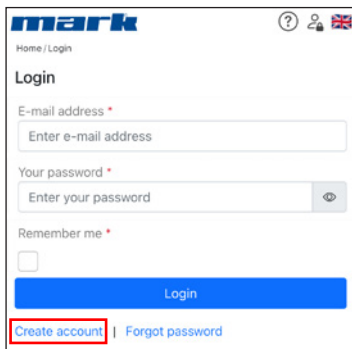 mark
Home / Login
Login
E-mail address *
Enter e-mail address
Your password *
Enter your password
Remember me *
Login
Create account | Forgot password